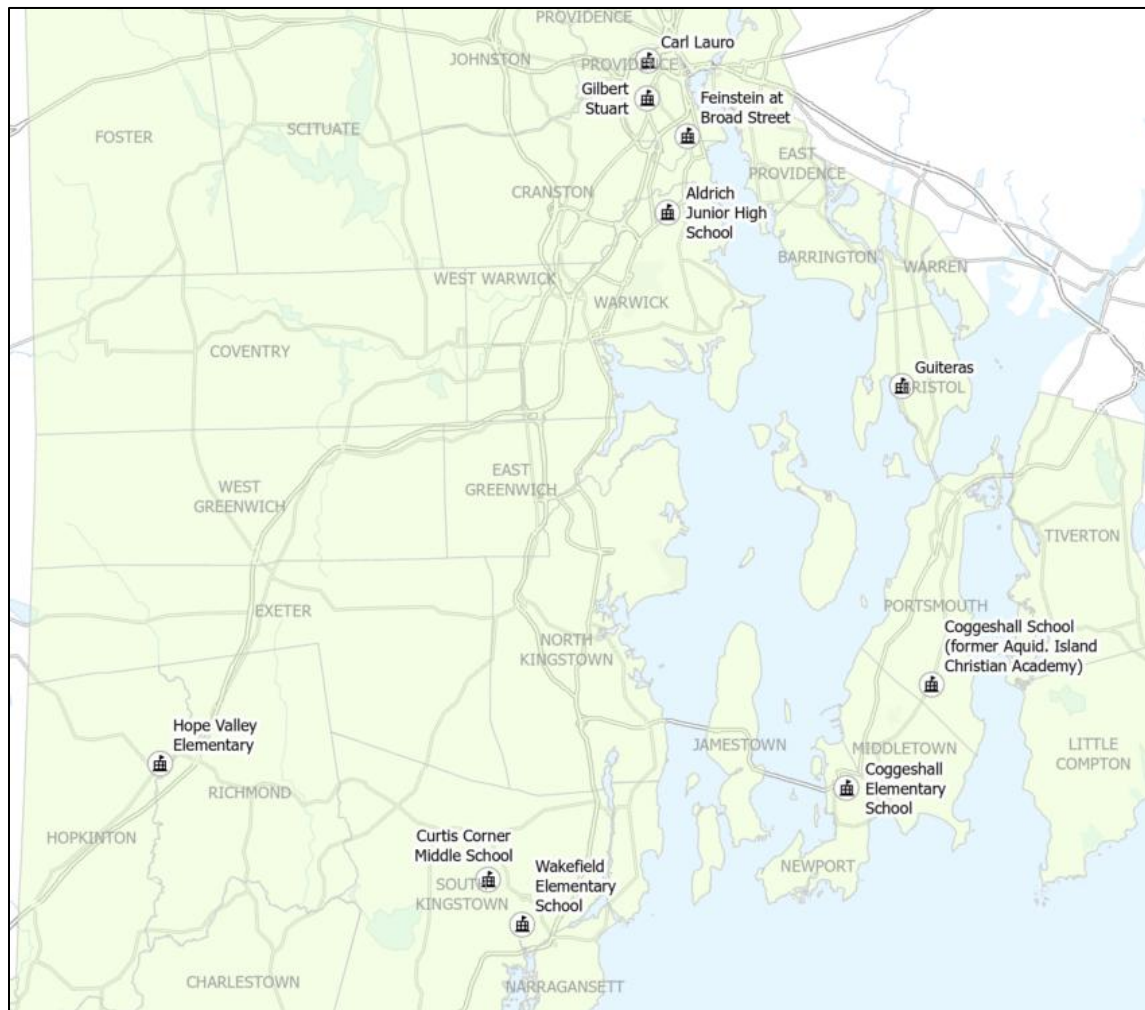 PROVIDENCE
Carl Lauro
JOHNSTON
PROVIDENCE
Gilbert
Stuart
Feinstein at
Broad Street
FOSTER
SCITUATE
EAST
PROVIDENCE
CRANSTON
Aldrich
Junior High
School
BARRINGTON
WARREN
WEST WARWICK
WARWICK
COVENTRY
Guiteras
RISTOL
WEST
GREENWICH
EAST
GREENWICH
TIVERTON
EXETER
PORTSMOUTH
NORTH
KINGSTOWN
Coggeshall School
(former Aquid. Island
Christian Academy)
Hope Valley
Elementary
JAMESTOWN
MIDDLETOWN
LITTLE
COMPTON
RICHMOND
Coggeshall
Elementary
School
HOPKINTON
Curtis Corner
Middle School
Wakefield
Elementary
School
NEWPORT
SOUTH
KINGSTOWN
CHARLESTOWN
NARRAGANSETT